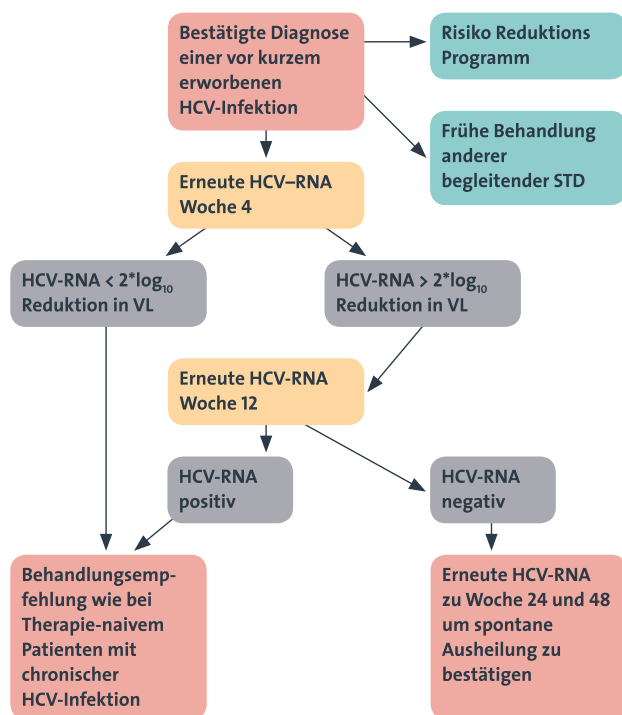 Bestätigte Diagnose
einer vor kurzem
erworbenen
HCV-Infektion
Risiko Reduktions
Programm
Frühe Behandlung
anderer
begleitender STD
Erneute HCV–RNA
Woche 4
HCV-RNA < 2*log₁₀
Reduktion in VL
HCV-RNA > 2*log₁₀
Reduktion in VL
Erneute HCV-RNA
Woche 12
HCV-RNA
positiv
HCV-RNA
negativ
Behandlungsemp-
fehlung wie bei
Therapie-naivem
Patienten mit
chronischer
HCV-Infektion
Erneute HCV-RNA
zu Woche 24 und 48
um spontane
Ausheilung zu
bestätigen